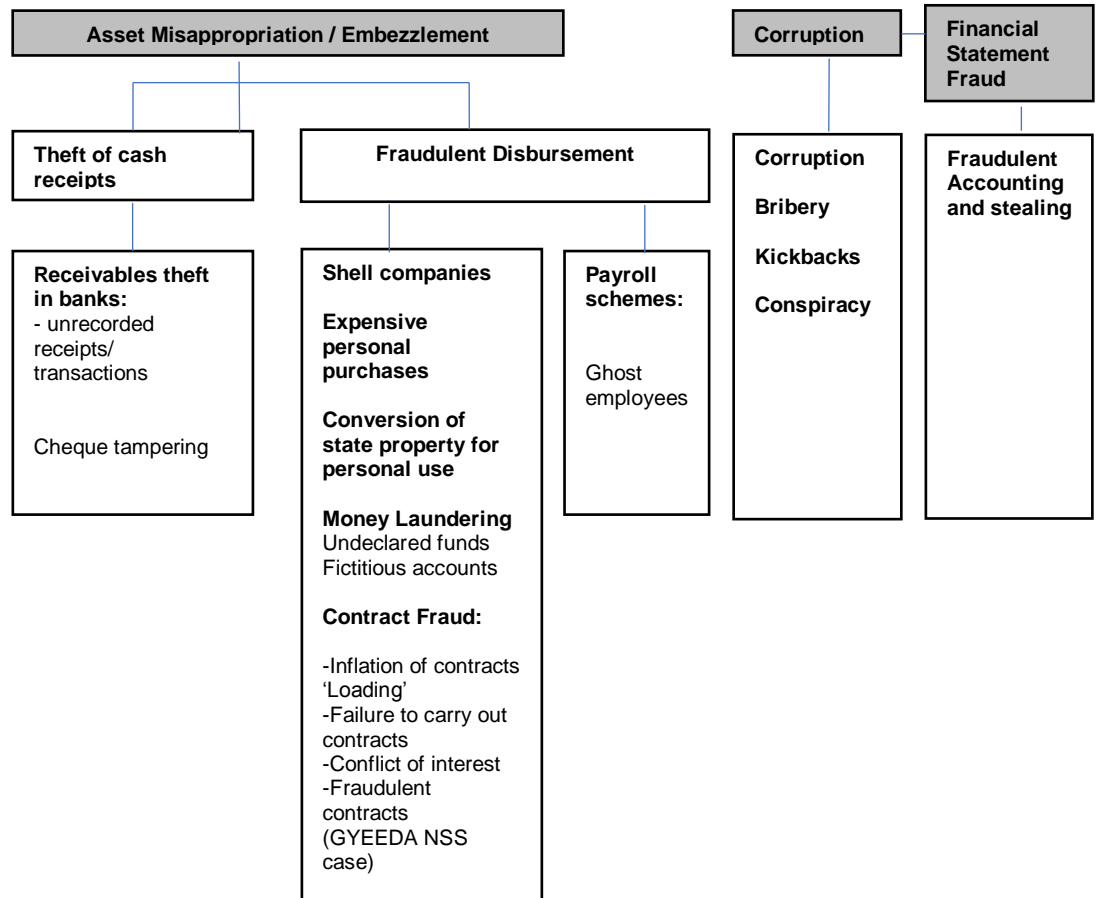 Asset Misappropriation / Embezzlement
Corruption
Financial
Statement
Fraud
Theft of cash
receipts
Fraudulent Disbursement
Corruption
Bribery
Kickbacks
Conspiracy
Fraudulent
Accounting
and stealing
Receivables theft
in banks:
- unrecorded
receipts/
transactions
Cheque tampering
Shell companies
Expensive
personal
purchases
Conversion of
state property for
personal use
Money Laundering
Undeclared funds
Fictitious accounts
Contract Fraud:
-Inflation of contracts
‘Loading’
-Failure to carry out
contracts
-Conflict of interest
-Fraudulent
contracts
(GYEEDA NSS
case)
Payroll
schemes:
Ghost
employees